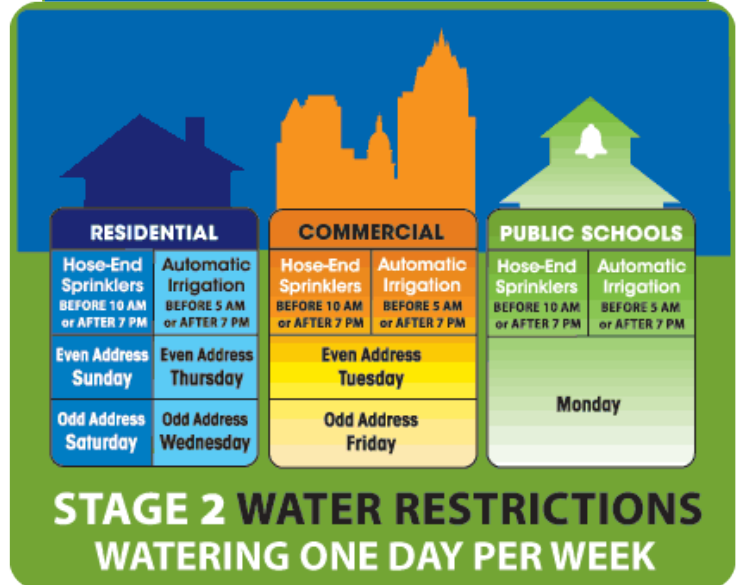 RESIDENTIAL
Hose-End
Sprinklers
BEFORE 10 AM
or AFTER 7 PM
Automatic
Irrigation
BEFORE 5 AM
or AFTER 7 PM
Even Address
Sunday
Even Address
Thursday
Odd Address
Saturday
Odd Address
Wednesday
COMMERCIAL
Hose-End
Sprinklers
BEFORE 10 AM
or AFTER 7 PM
Automatic
Irrigation
BEFORE 5 AM
or AFTER 7 PM
Even Address
Tuesday
Odd Address
Friday
PUBLIC SCHOOLS
Hose-End
Sprinklers
BEFORE 10 AM
or AFTER 7 PM
Automatic
Irrigation
BEFORE 5 AM
or AFTER 7 PM
Monday
STAGE 2 WATER RESTRICTIONS
WATERING ONE DAY PER WEEK